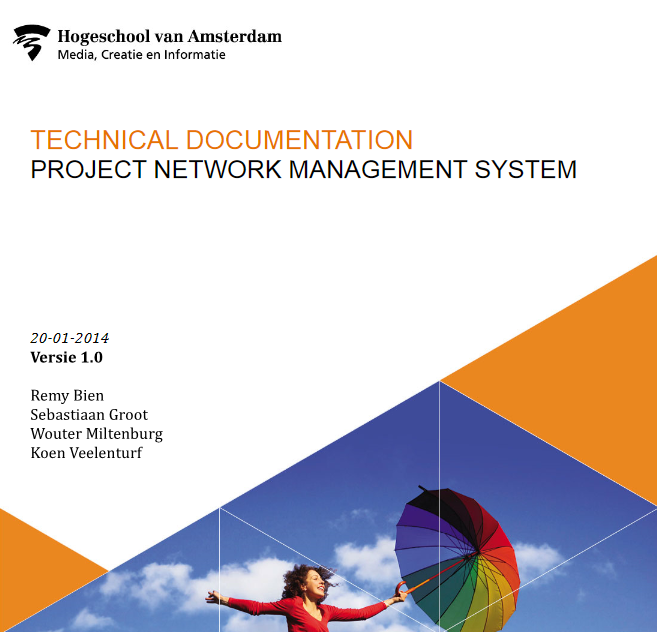 Hogeschool van Amsterdam
Media, Creatie en Informatie
TECHNICAL DOCUMENTATION
PROJECT NETWORK MANAGEMENT SYSTEM
20-01-2014
Versie 1.0
Remy Bien
Sebastiaan Groot
Wouter Miltenburg
Koen Veelenturf